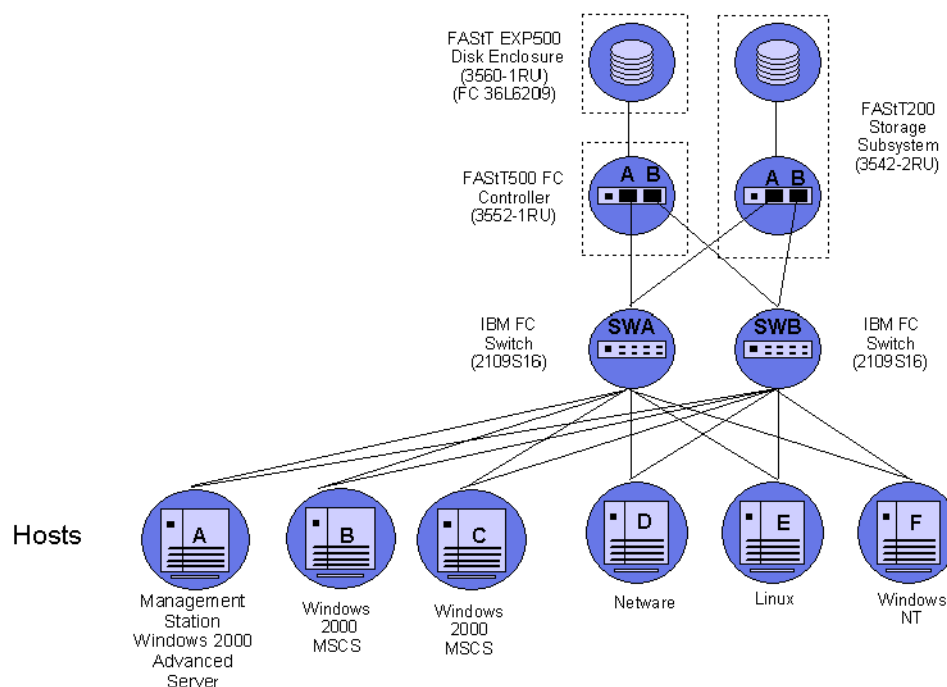 FAStT EXP500
Disk Enclosure
(3560-1RU)
(FC 36L6209)
FAStT200
Storage
Subsystem
(3542-2RU)
FAStT500 FC
Controller
(3552-1RU)
A B
A B
IBM FC
Switch
(2109S16)
SWA
SWB
IBM FC
Switch
(2109S16)
Hosts
A
B
C
D
E
F
Management
Station
Windows 2000
Advanced
Server
Windows
2000
MSCS
Windows
2000
MSCS
Netware
Linux
Windows
NT